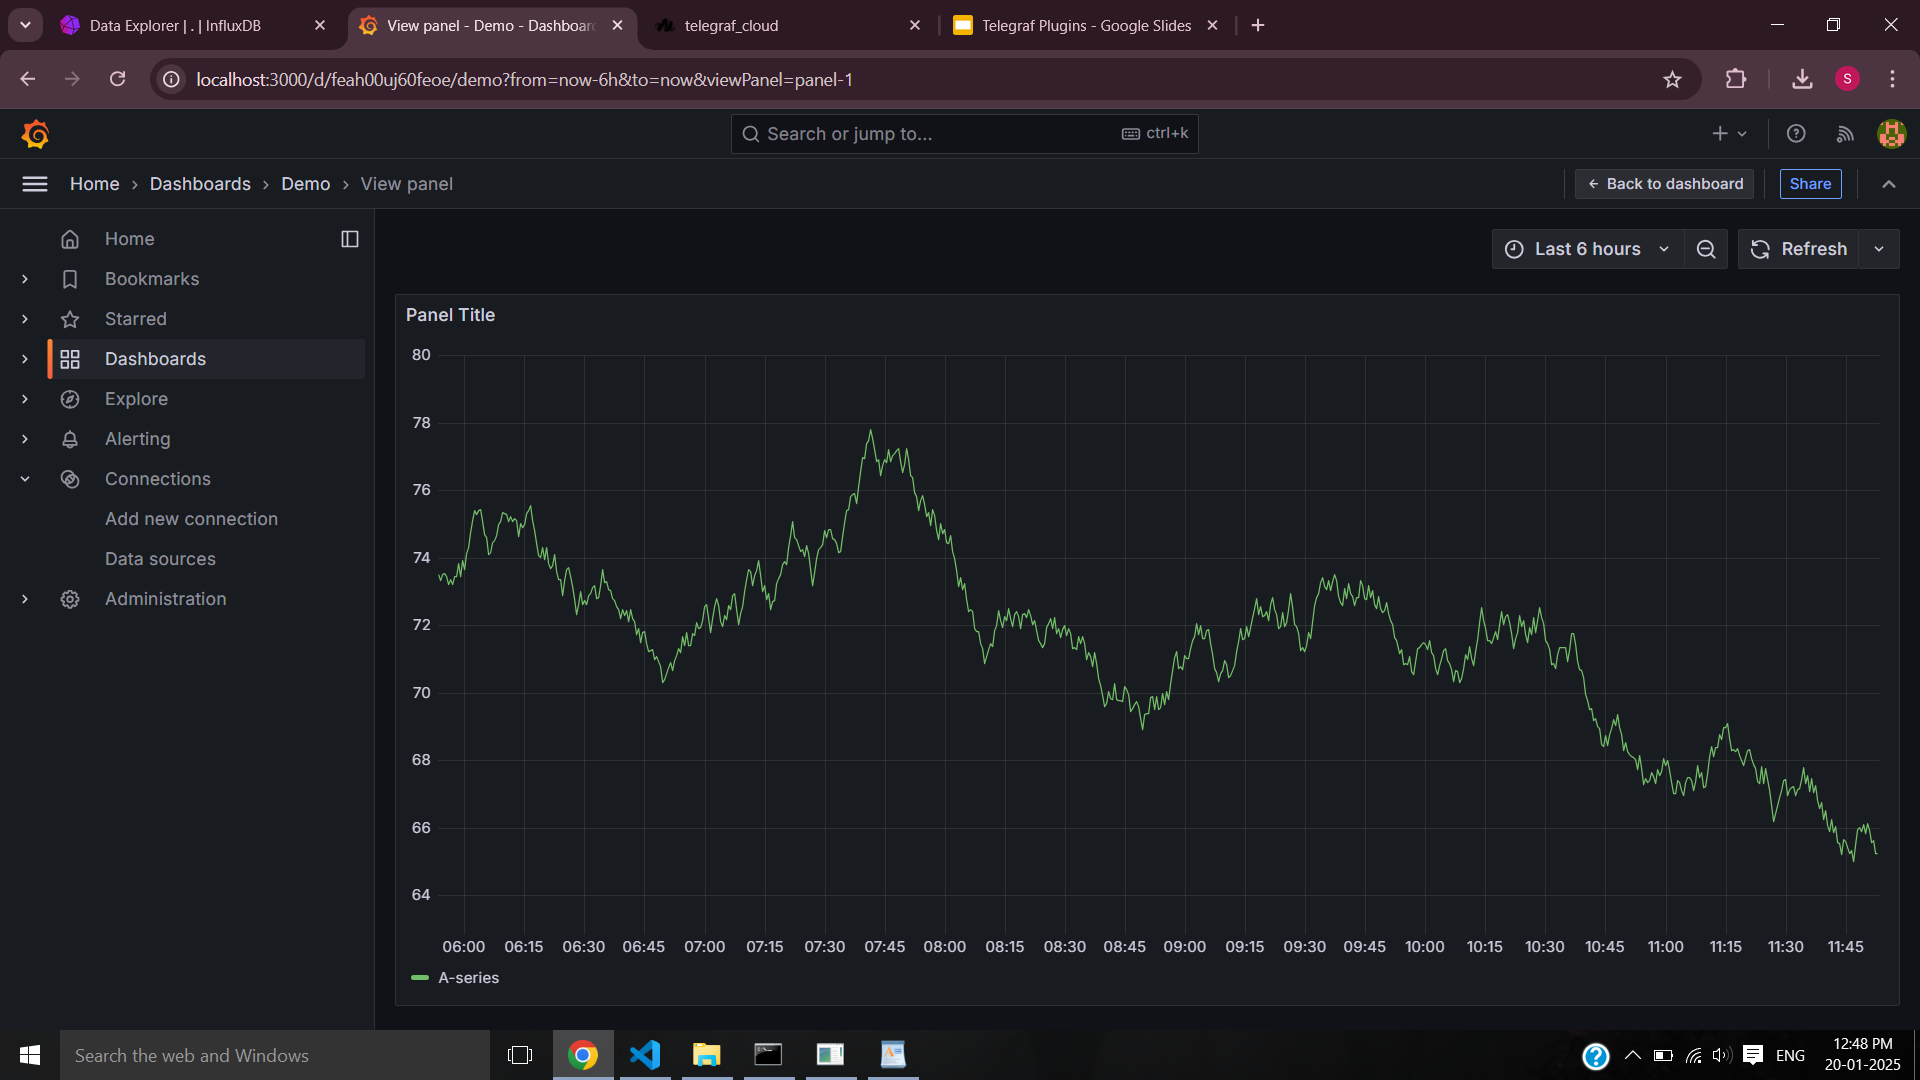 Data Explorer | . | InfluxDB
View panel - Demo - Dashboar
telegraf_cloud
Telegraf Plugins - Google Slides
localhost:3000/d/feah00uj60feoe/demo?from=now-6h&to=now&viewPanel=panel-1
S
Search or jump to...
ctrl+k
Home
Dashboards
Demo
View panel
Back to dashboard
Share
Home
Bookmarks
Starred
Dashboards
Explore
Alerting
Connections
Add new connection
Data sources
Administration
Last 6 hours
Refresh
Panel Title
80
78
76
74
72
70
68
66
64
06:00 06:15 06:30 06:45 07:00 07:15 07:30 07:45 08:00 08:15 08:30 08:45 09:00 09:15 09:30 09:45 10:00 10:15 10:30 10:45 11:00 11:15 11:30 11:45
A-series
Search the web and Windows
ENG
12:48 PM
20-01-2025